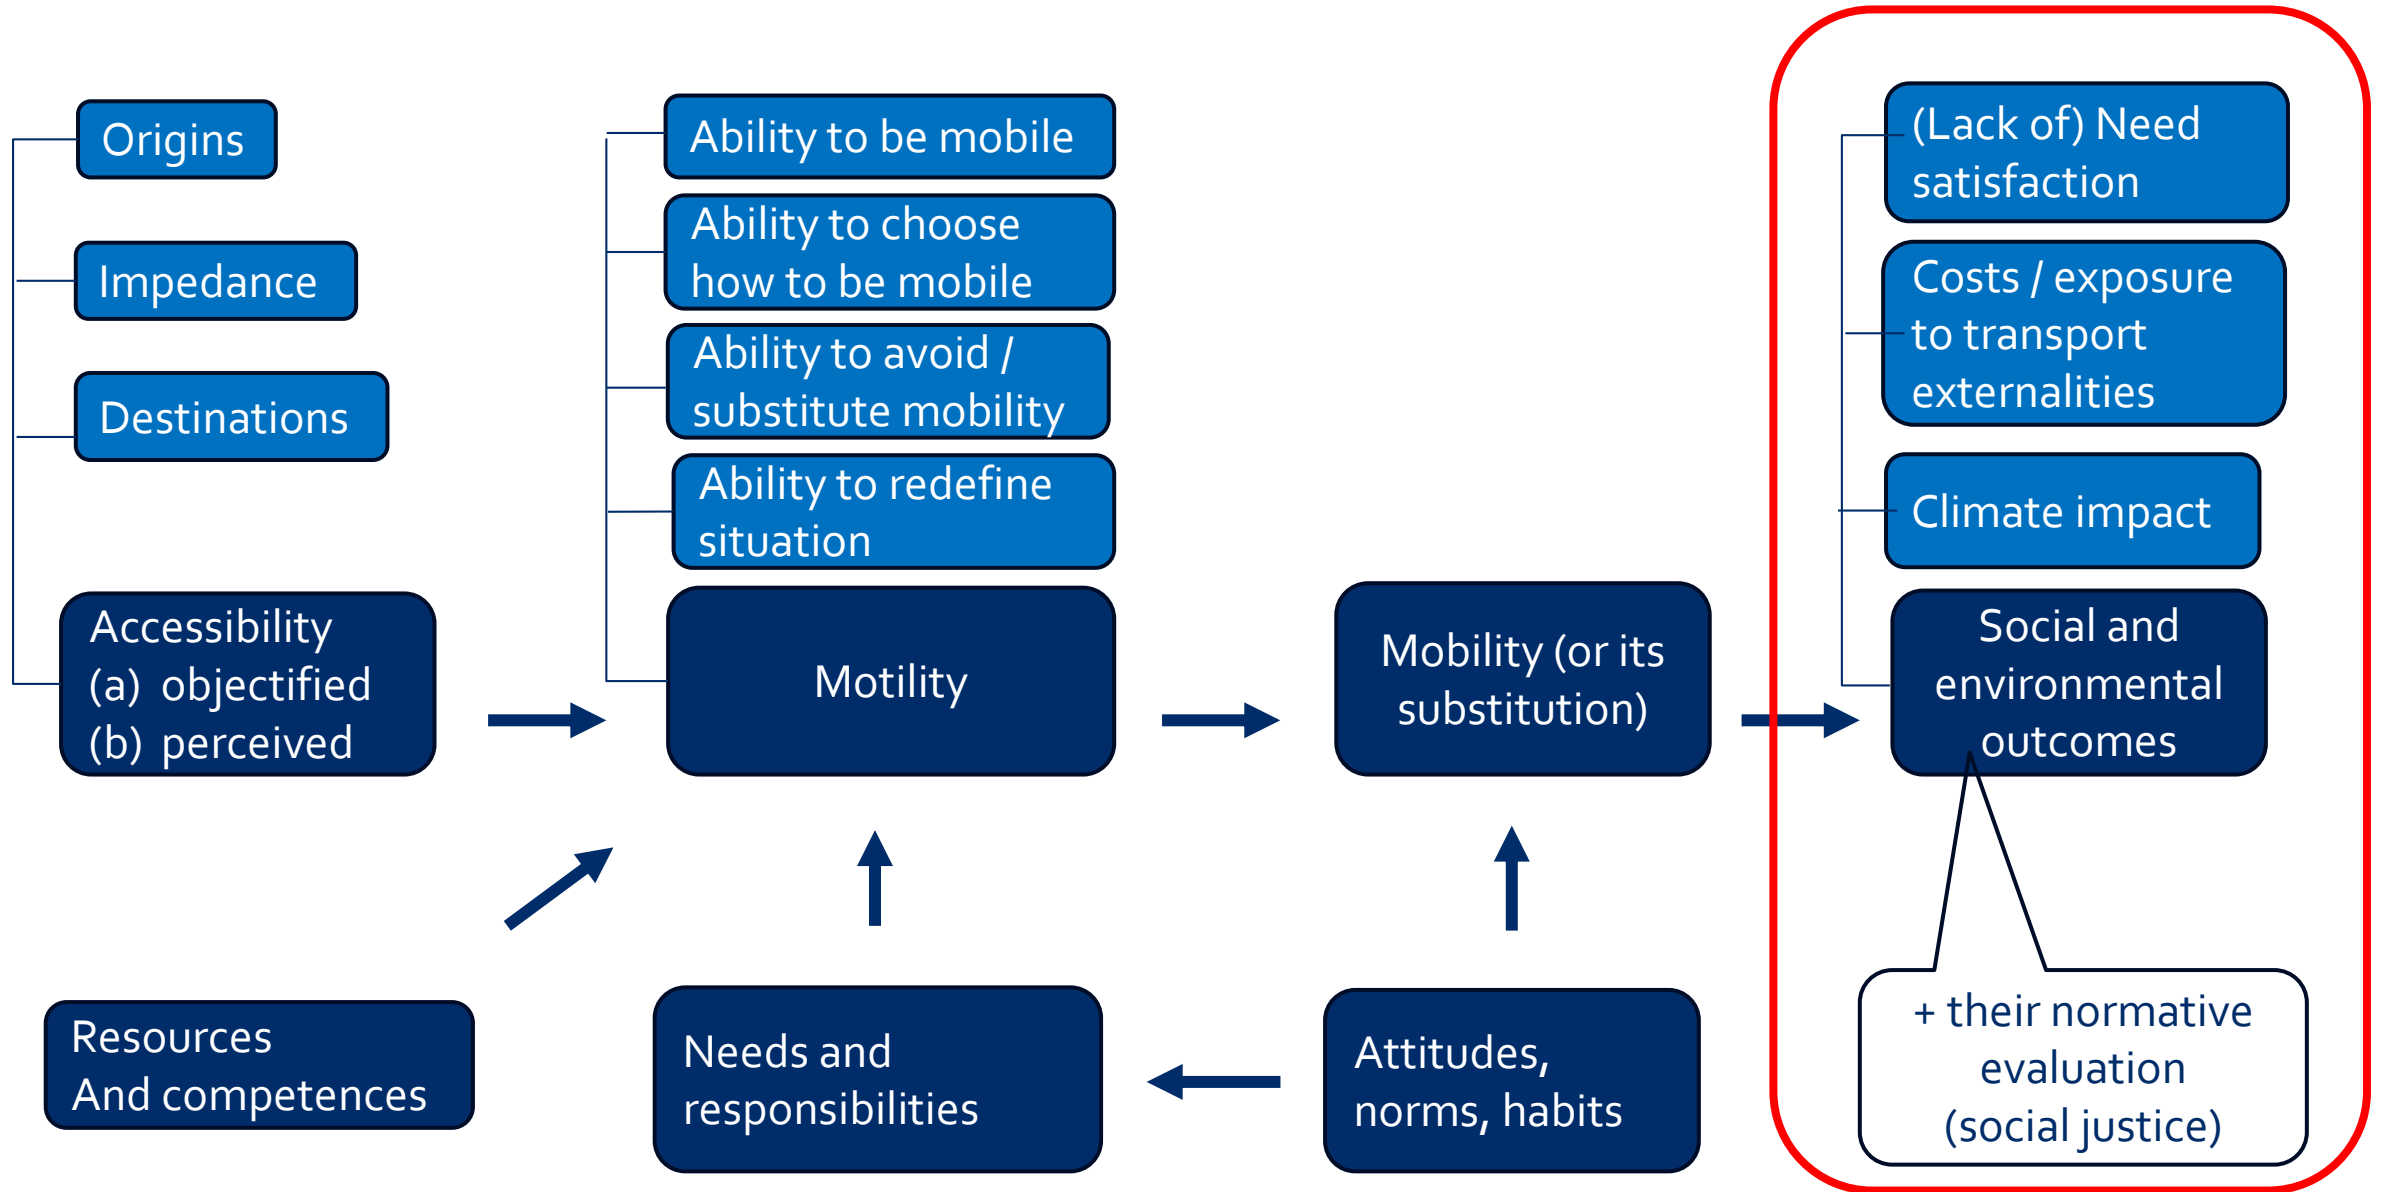 Origins
Impedance
Destinations
Accessibility
(a) objectified
(b) perceived
Ability to be mobile
Ability to choose
how to be mobile
Ability to avoid /
substitute mobility
Ability to redefine
situation
Motility
Mobility (or its
substitution)
(Lack of) Need
satisfaction
Costs / exposure
to transport
externalities
Climate impact
Social and
environmental
outcomes
Resources
And competences
Needs and
responsibilities
Attitudes,
norms, habits
+ their normative
evaluation
(social justice)